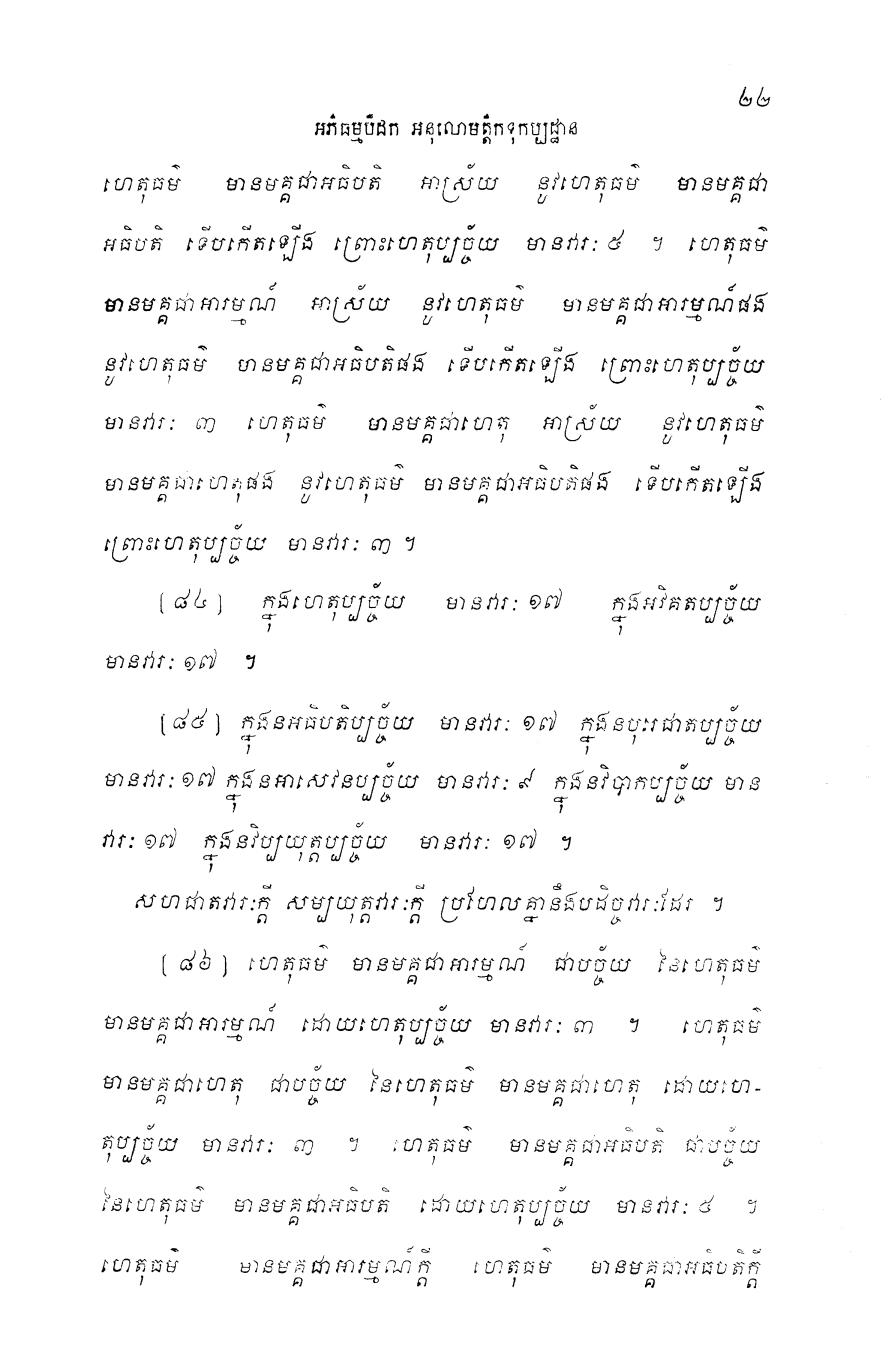 ២២
អភិធម្មបិដក អនុលោមត្តិកទុកប្បដ្ឋាន
ហេតុធម៌ មានមគ្គជាអធិបតិ អាស្រ័យ នូវហេតុធម៌ មានមគ្គជា
អធិបតិ ទើបកើតឡើង ព្រោះហេតុប្បច្ច័យ មានវារៈ ៥ ។ ហេតុធម៌
មានមគ្គជាអារម្មណ៍ អាស្រ័យ នូវហេតុធម៌ មានមគ្គជាអារម្មណ៍ផង
នូវហេតុធម៌ មានមគ្គជាអធិបតិផង ទើបកើតឡើង ព្រោះហេតុប្បច្ច័យ
មានវារៈ ៣ ហេតុធម៌ មានមគ្គជាហេតុ អាស្រ័យ នូវហេតុធម៌
មានមគ្គជាហេតុផង នូវហេតុធម៌ មានមគ្គជាអធិបតិផង ទើបកើតឡើង
ព្រោះហេតុប្បច្ច័យ មានវារៈ ៣ ។
[ ៨៤ ] ក្នុងហេតុប្បច្ច័យ មានវារៈ ១៧ ក្នុងអវិគតប្បច្ច័យ
មានវារៈ ១៧ ។
[ ៨៥ ] ក្នុងនអធិបតិប្បច្ច័យ មានវារៈ ១៧ ក្នុងនបុរេជាតប្បច្ច័យ
មានវារៈ ១៧ ក្នុងនអាសេវនប្បច្ច័យ មានវារៈ ៩ ក្នុងនវិបាកប្បច្ច័យ មាន
វារៈ ១៧ ក្នុងនវិប្បយុត្តប្បច្ច័យ មានវារៈ ១៧ ។
សហជាតវារៈក្តី សម្បយុត្តវារៈក្តី ប្រហែលគ្នានឹងបដិច្ចវារៈដែរ ។
[ ៨៦ ] ហេតុធម៌ មានមគ្គជាអារម្មណ៍ ជាបច្ច័យ នៃហេតុធម៌
មានមគ្គជាអារម្មណ៍ ដោយហេតុប្បច្ច័យ មានវារៈ ៣ ។ ហេតុធម៌
មានមគ្គជាហេតុ ជាបច្ច័យ នៃហេតុធម៌ មានមគ្គជាហេតុ ដោយហេ-
តុប្បច្ច័យ មានវារៈ ៣ ។ ហេតុធម៌ មានមគ្គជាអធិបតិ ជាបច្ច័យ
នៃហេតុធម៌ មានមគ្គជាអធិបតិ ដោយហេតុប្បច្ច័យ មានវារៈ ៥ ។
ហេតុធម៌ មានមគ្គជាអារម្មណ៍ក្តី ហេតុធម៌ មានមគ្គជាអធិបតិក្តី